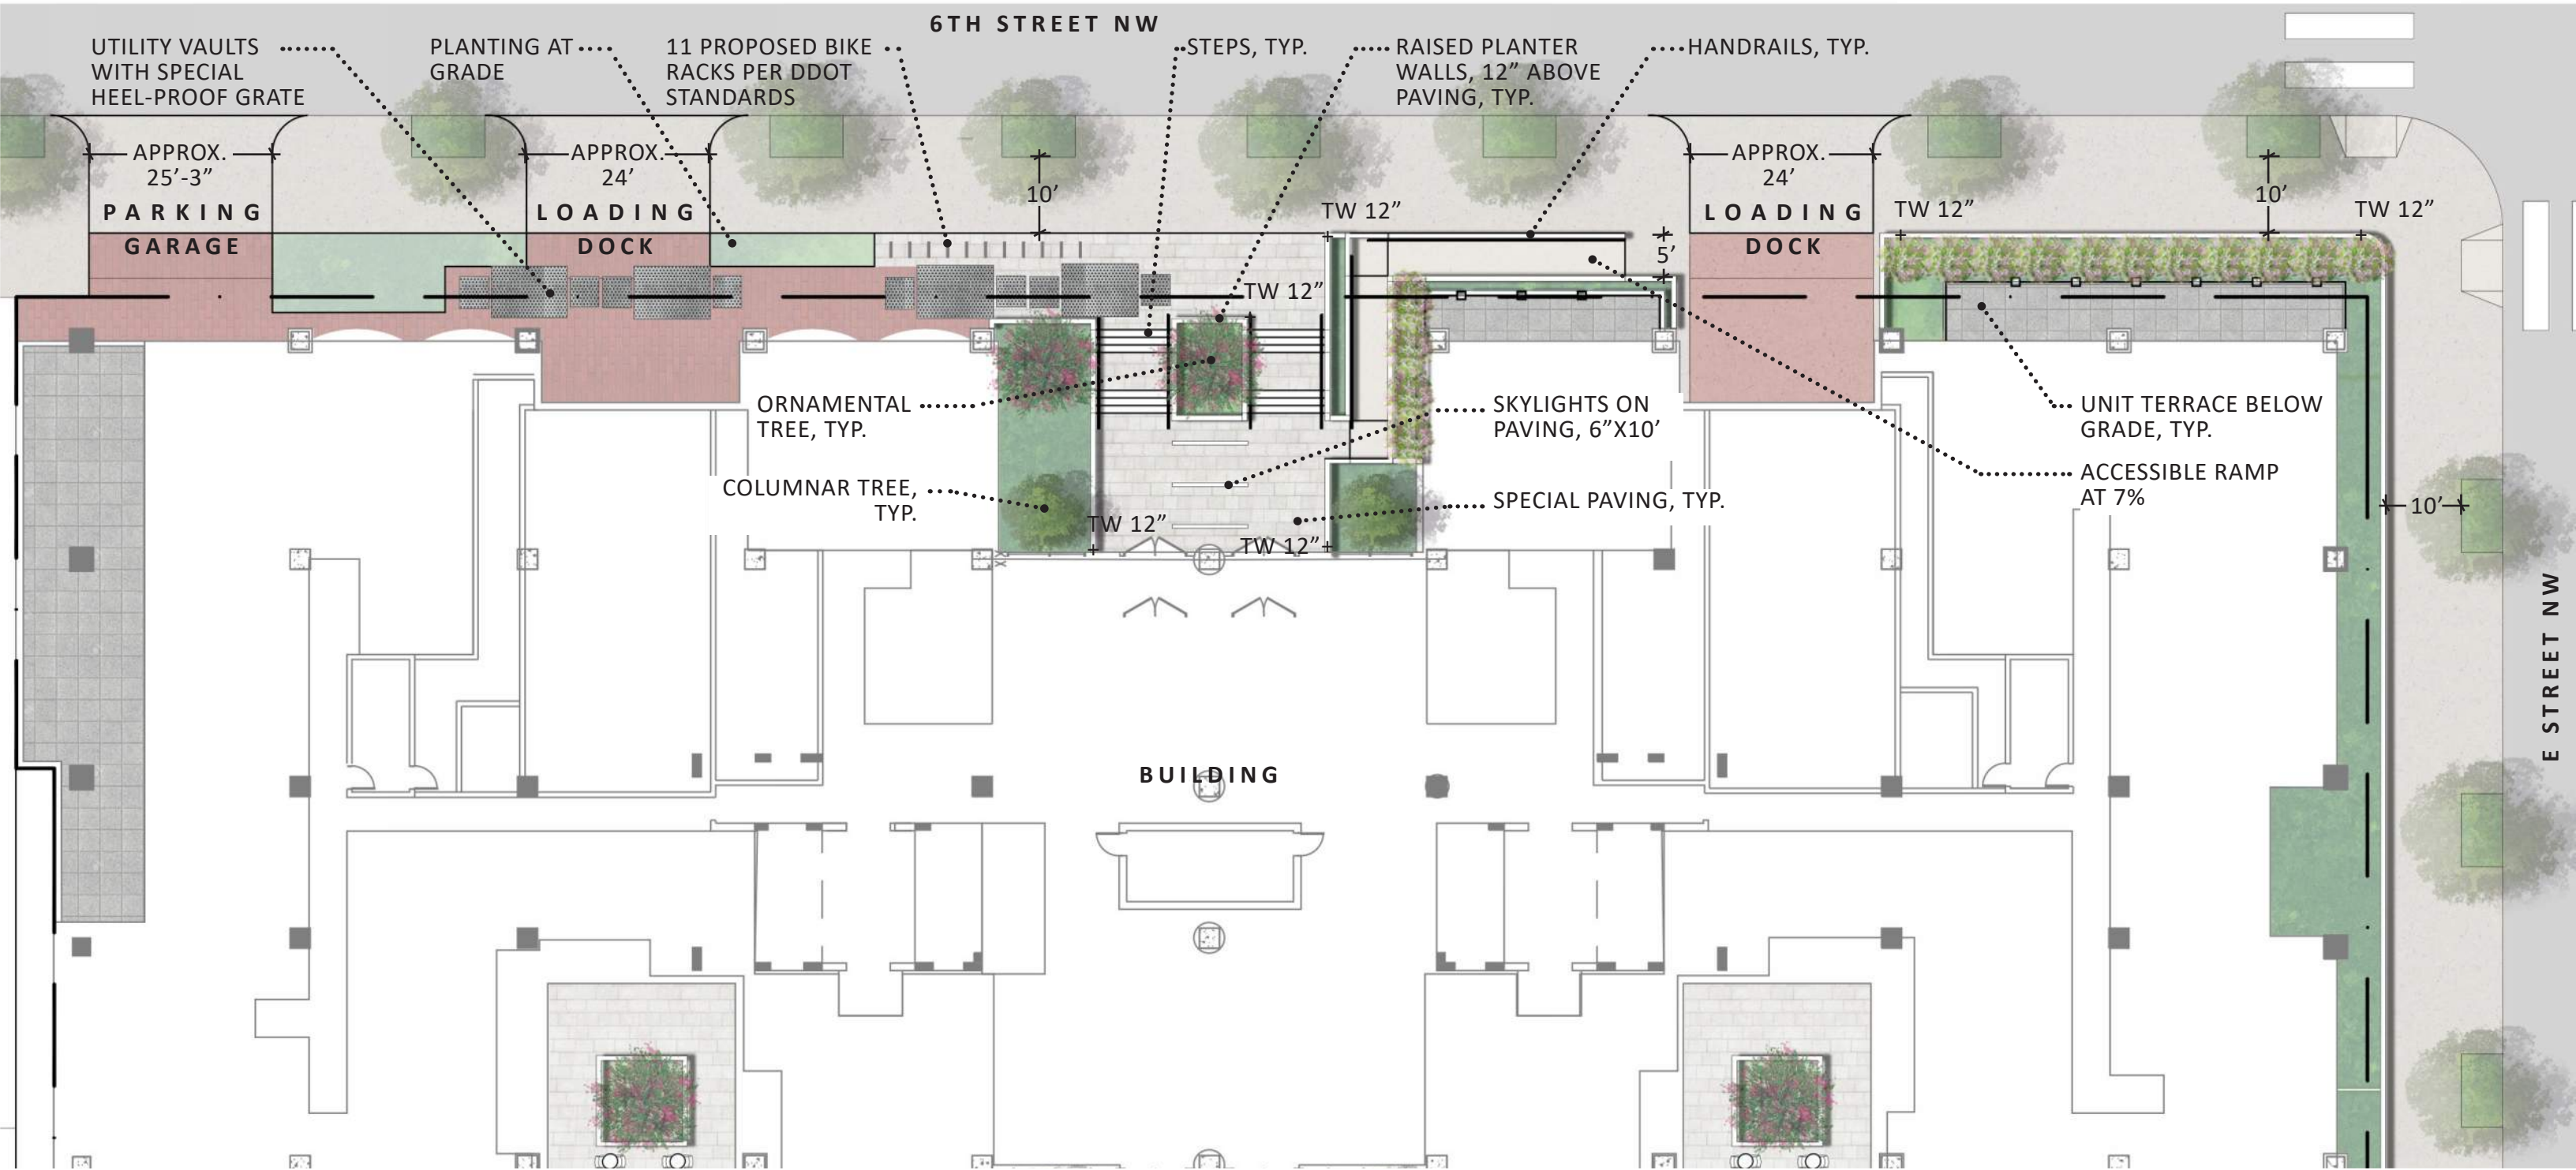 6TH STREET NW
UTILITY VAULTS
WITH SPECIAL
HEEL-PROOF GRATE
PLANTING AT
GRADE
11 PROPOSED BIKE
RACKS PER DDOT
STANDARDS
STEPS, TYP.
RAISED PLANTER
WALLS, 12” ABOVE
PAVING, TYP.
HANDRAILS, TYP.
APPROX.
25’-3”
PARKING
GARAGE
APPROX.
24’
LOADING
DOCK
10’
TW 12”
5’
APPROX.
24’
LOADING
DOCK
TW 12”
10’
TW 12”
TW 12”
ORNAMENTAL
TREE, TYP.
SKYLIGHTS ON
PAVING, 6”X10’
UNIT TERRACE BELOW
GRADE, TYP.
COLUMNAR TREE,
TYP.
SPECIAL PAVING, TYP.
ACCESSIBLE RAMP
AT 7%
10’
TW 12”
TW 12”
E STREET NW
BUILDING